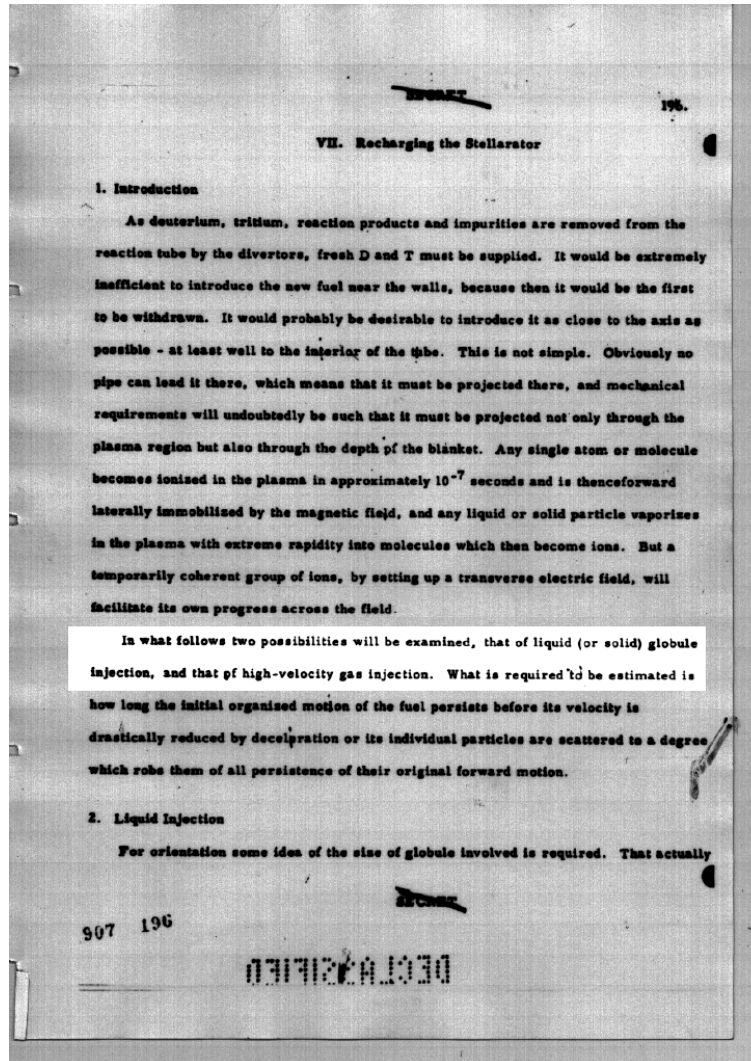 SECRET
196.
VII. Recharging the Stellarator
1. Introduction
As deuterium, tritium, reaction products and impurities are removed from the
reaction tube by the divertors, fresh D and T must be supplied. It would be extremely
inefficient to introduce the new fuel near the walls, because then it would be the first
to be withdrawn. It would probably be desirable to introduce it as close to the axis as
possible - at least well to the interior of the tube. This is not simple. Obviously no
pipe can lead it there, which means that it must be projected there, and mechanical
requirements will undoubtedly be such that it must be projected not only through the
plasma region but also through the depth of the blanket. Any single atom or molecule
becomes ionized in the plasma in approximately 10⁻⁷ seconds and is thenceforward
laterally immobilized by the magnetic field, and any liquid or solid particle vaporizes
in the plasma with extreme rapidity into molecules which then become ions. But a
temporarily coherent group of ions, by setting up a transverse electric field, will
facilitate its own progress across the field.
In what follows two possibilities will be examined, that of liquid (or solid) globule
injection, and that of high-velocity gas injection. What is required to be estimated is
how long the initial organized motion of the fuel persists before its velocity is
drastically reduced by deceleration or its individual particles are scattered to a degree
which robs them of all persistence of their original forward motion.
2. Liquid Injection
For orientation some idea of the size of globule involved is required. That actually
SECRET
907 196
DECLASSIFIED